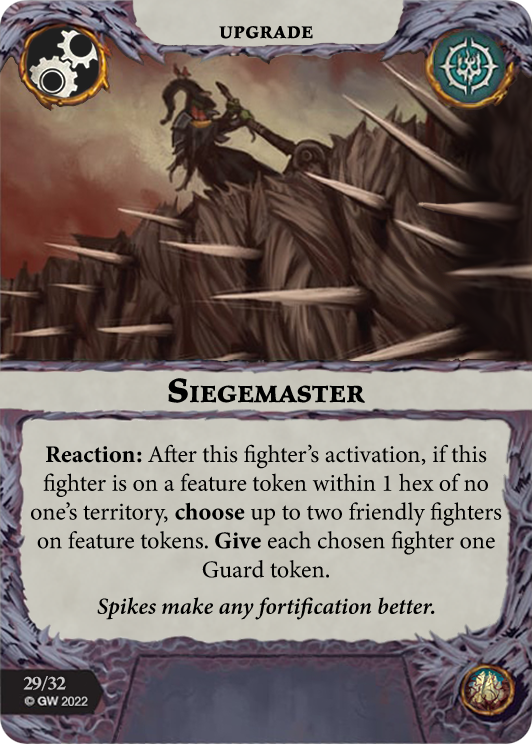 UPGRADE
SIEGEMASTER
Reaction: After this fighter's activation, if this
fighter is on a feature token within 1 hex of no
one's territory, choose up to two friendly fighters
on feature tokens. Give each chosen fighter one
Guard token.
Spikes make any fortification better.
29/32
© GW 2022